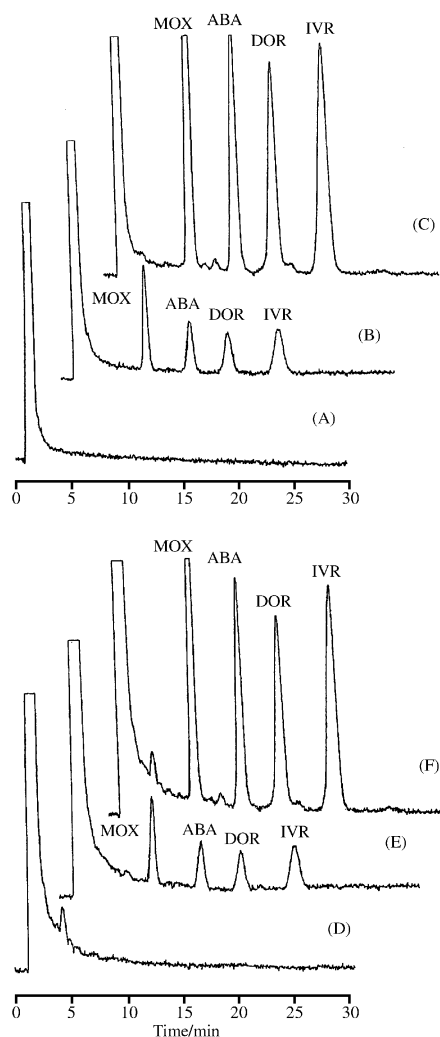 MOX ABA DOR IVR
(C)
MOX ABA DOR IVR
(B)
(A)
0 5 10 15 20 25 30
MOX ABA DOR IVR
(F)
MOX ABA DOR IVR
(E)
(D)
0 5 10 15 20 25 30
Time/min